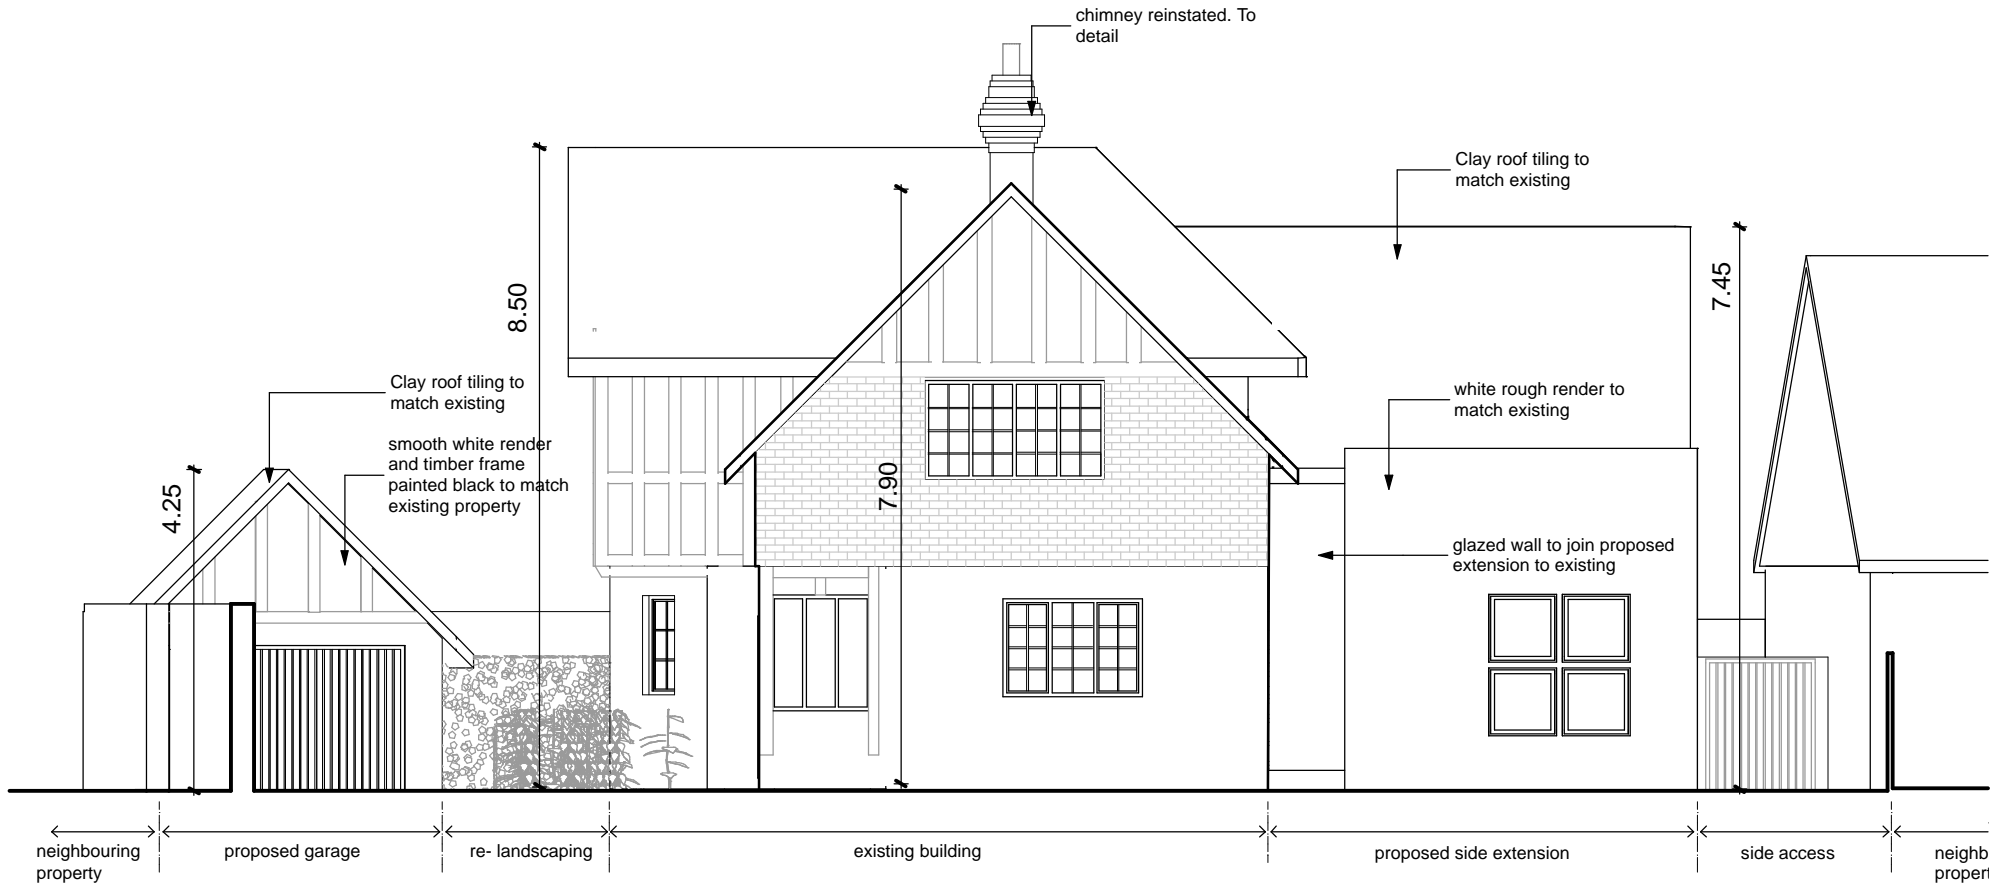 chimney reinstated. To
detail
Clay roof tiling to
match existing
8.50
7.90
7.45
4.25
Clay roof tiling to
match existing
smooth white render
and timber frame
painted black to match
existing property
white rough render to
match existing
glazed wall to join proposed
extension to existing
neighbouring
property
proposed garage
re- landscaping
existing building
proposed side extension
side access
neighb
propert